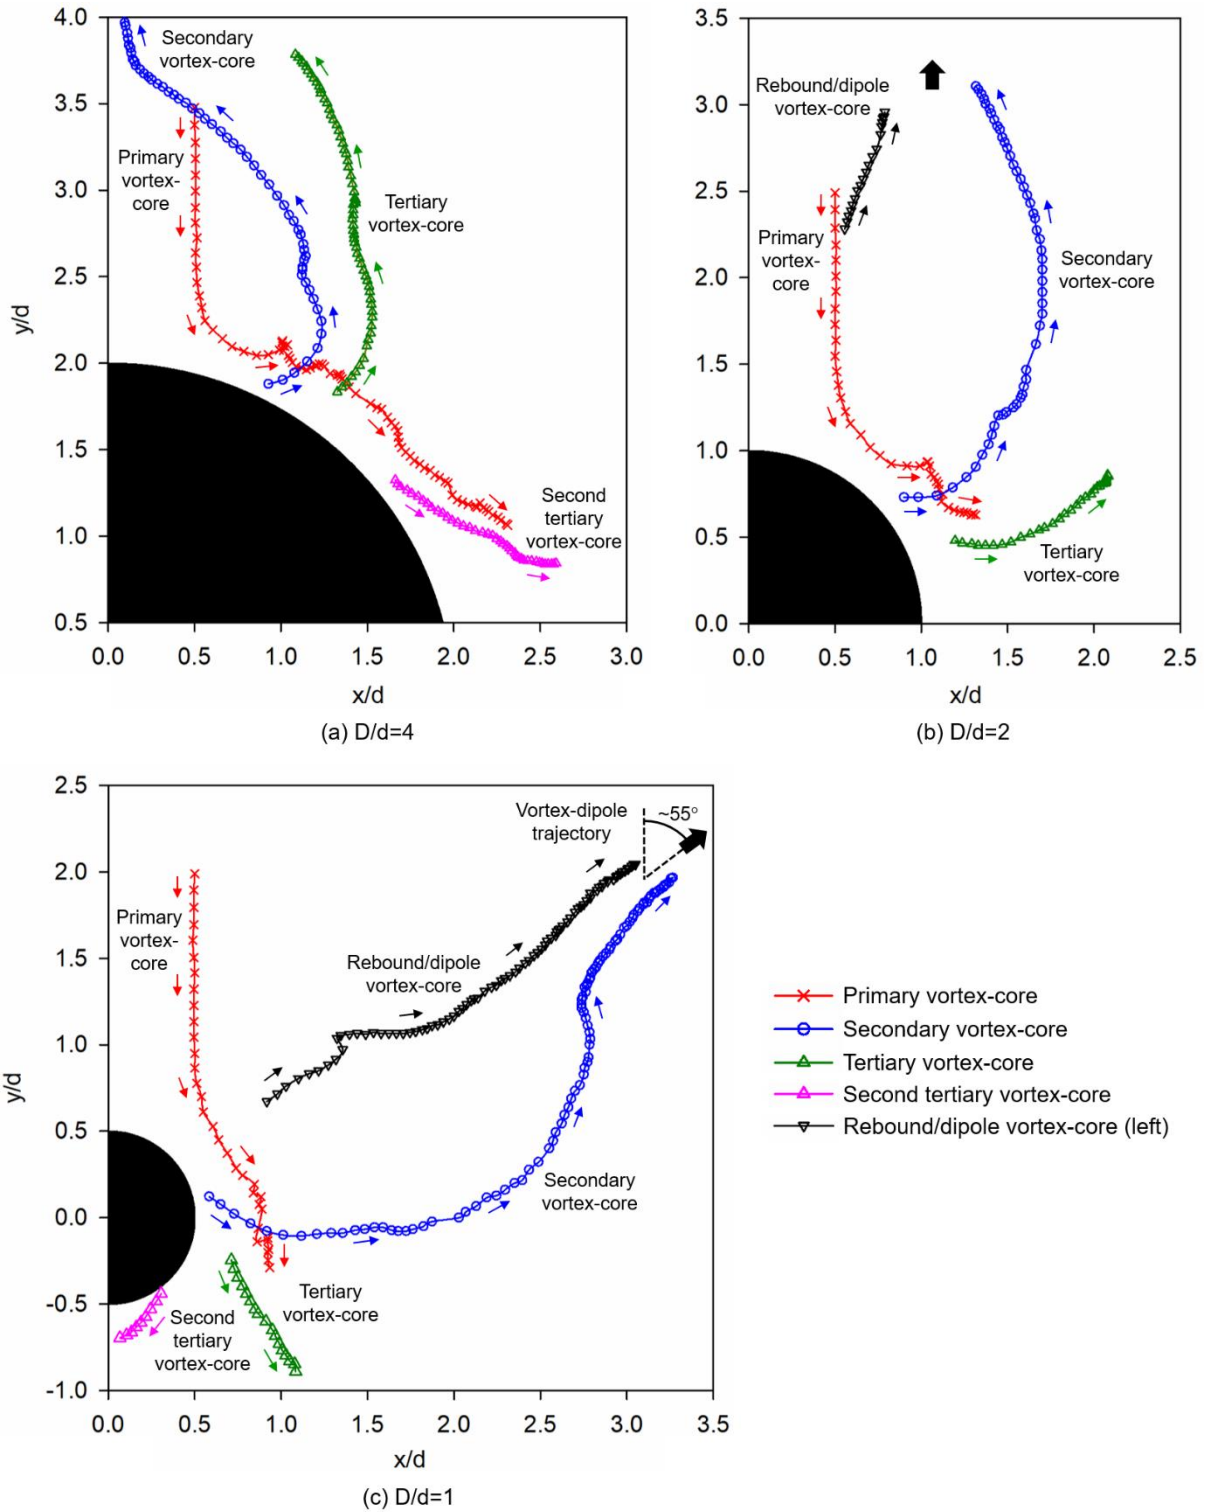 4.0
3.5
3.0
2.5
2.0
1.5
1.0
0.5
y/d
0.0 0.5 1.0 1.5 2.0 2.5 3.0
x/d
Secondary
vortex-core
Primary
vortex-
core
Tertiary
vortex-core
Second
tertiary
vortex-core
(a) D/d=4
3.5
3.0
2.5
2.0
1.5
1.0
0.5
0.0
0.0 0.5 1.0 1.5 2.0 2.5
x/d
Rebound/dipole
vortex-core
Primary
vortex-
core
Secondary
vortex-core
Tertiary
vortex-core
(b) D/d=2
2.5
2.0
1.5
1.0
0.5
0.0
-0.5
-1.0
y/d
0.0 0.5 1.0 1.5 2.0 2.5 3.0 3.5
x/d
Vortex-dipole
trajectory
~55°
Primary
vortex-
core
Rebound/dipole
vortex-core
Secondary
vortex-core
Tertiary
vortex-core
Second
tertiary
vortex-core
(c) D/d=1
Primary vortex-core
Secondary vortex-core
Tertiary vortex-core
Second tertiary vortex-core
Rebound/dipole vortex-core (left)